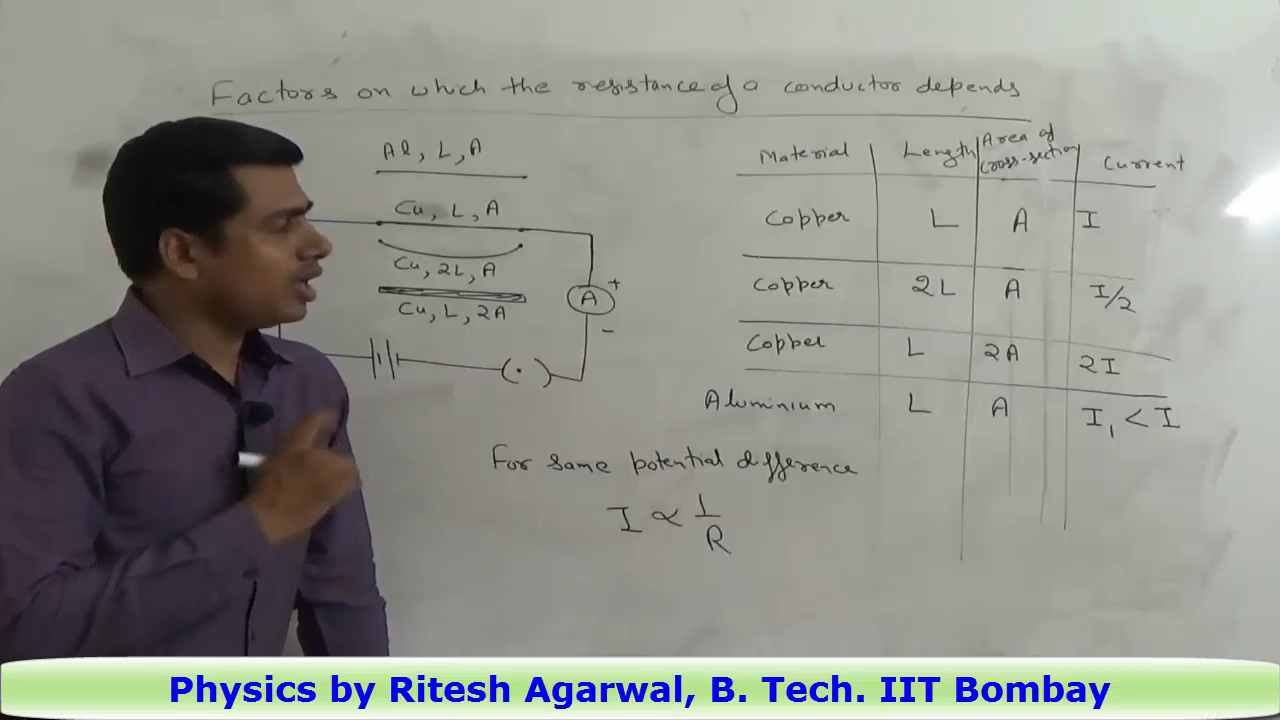 Factors on which the resistance of a conductor depends
Al, L, A
Cu, L, A
Cu, 2L, A
Cu, L, 2A
A
+
-
Material Length Area of cross-section Current
Copper L A I
Copper 2L A I/2
Copper L 2A 2I
Aluminium L A I₁ < I
For same potential difference
I ∝ 1/R
Physics by Ritesh Agarwal, B. Tech. IIT Bombay